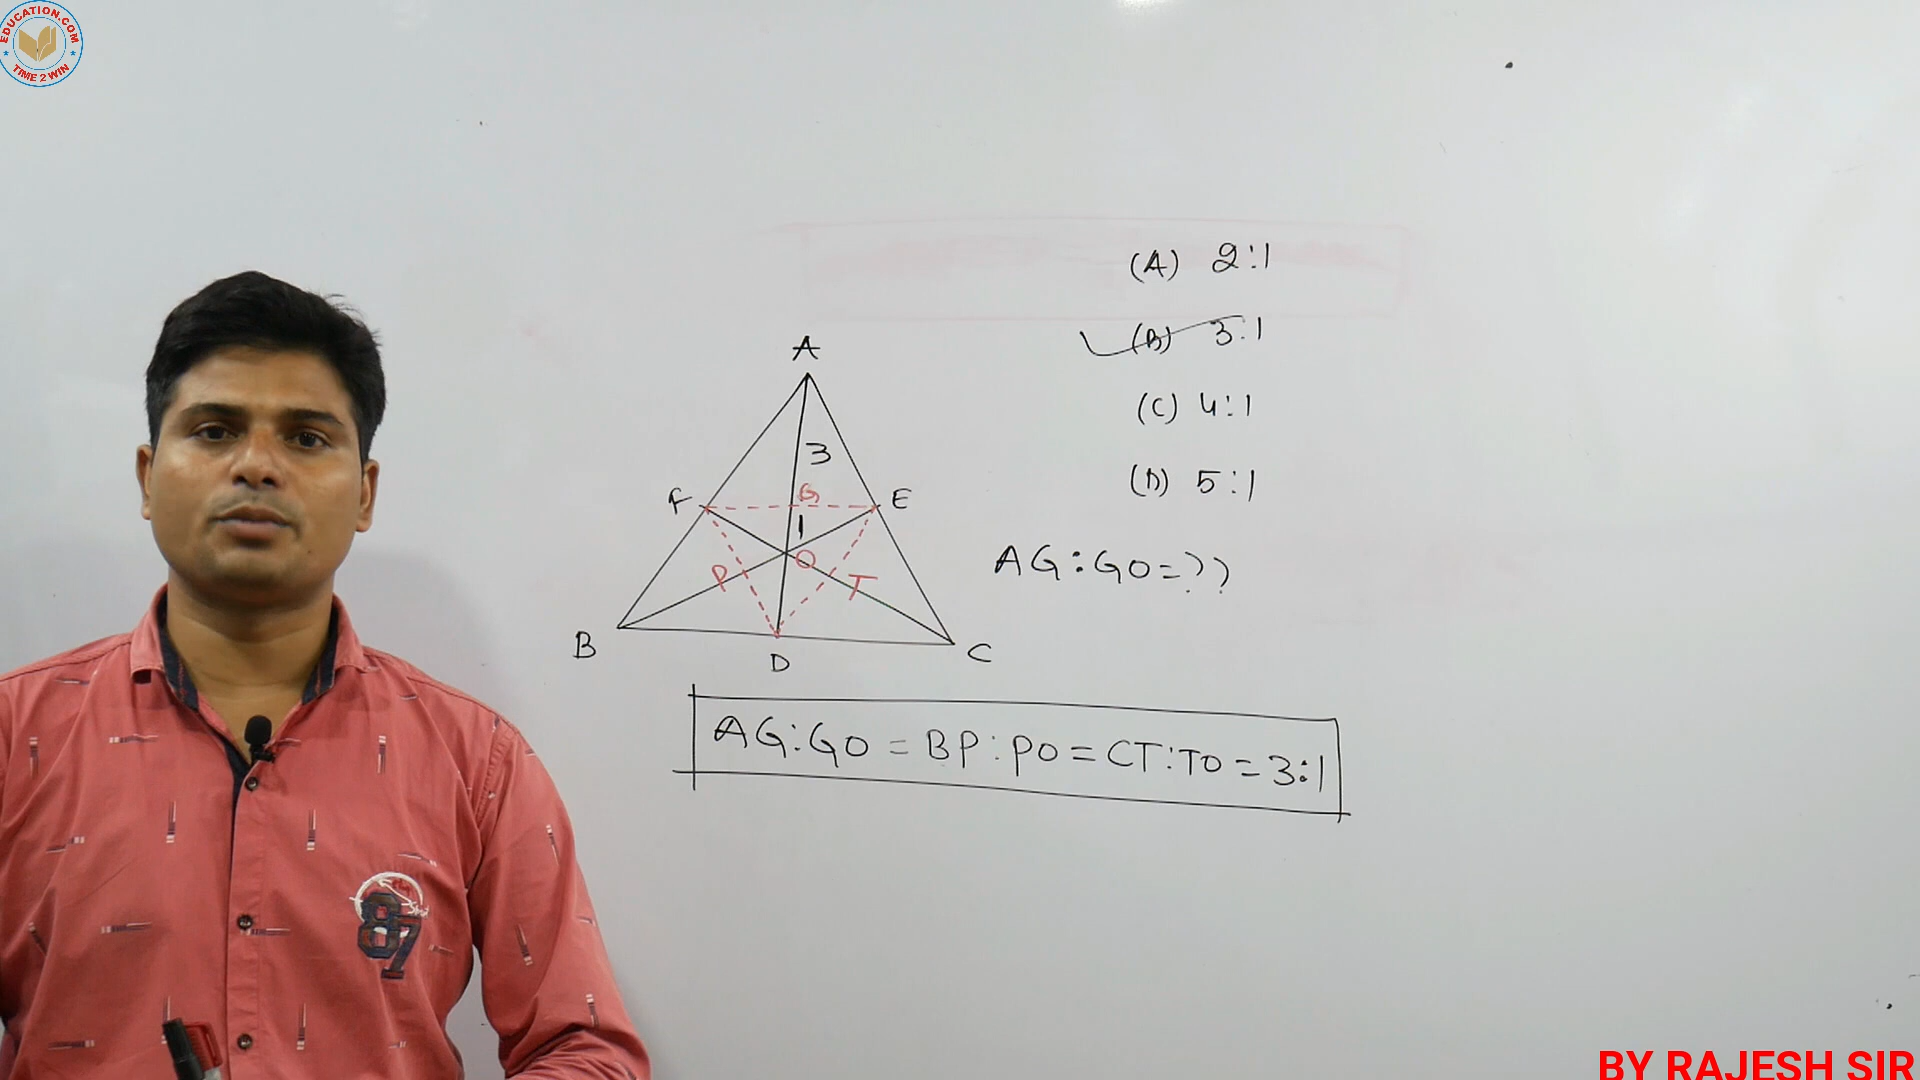 EDUCATION.COM
TIME 2 WIN
(A) 2:1
(B) 3:1
(C) 4:1
(D) 5:1
A
3
F
G
E
1
O
P
T
B
D
C
AG:GO=??
AG:GO = BP:PO = CT:TO = 3:1
87
BY RAJESH SIR